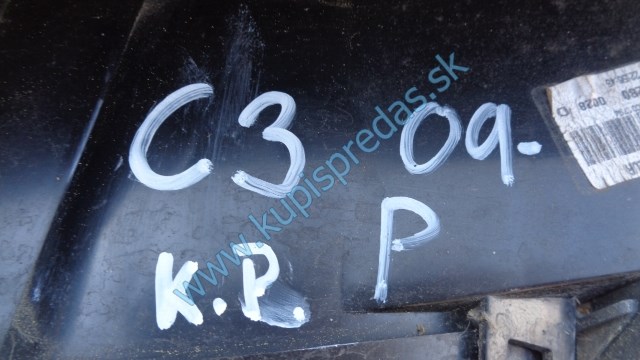 C3 09-
P
K.P.
www.kupispredas.sk